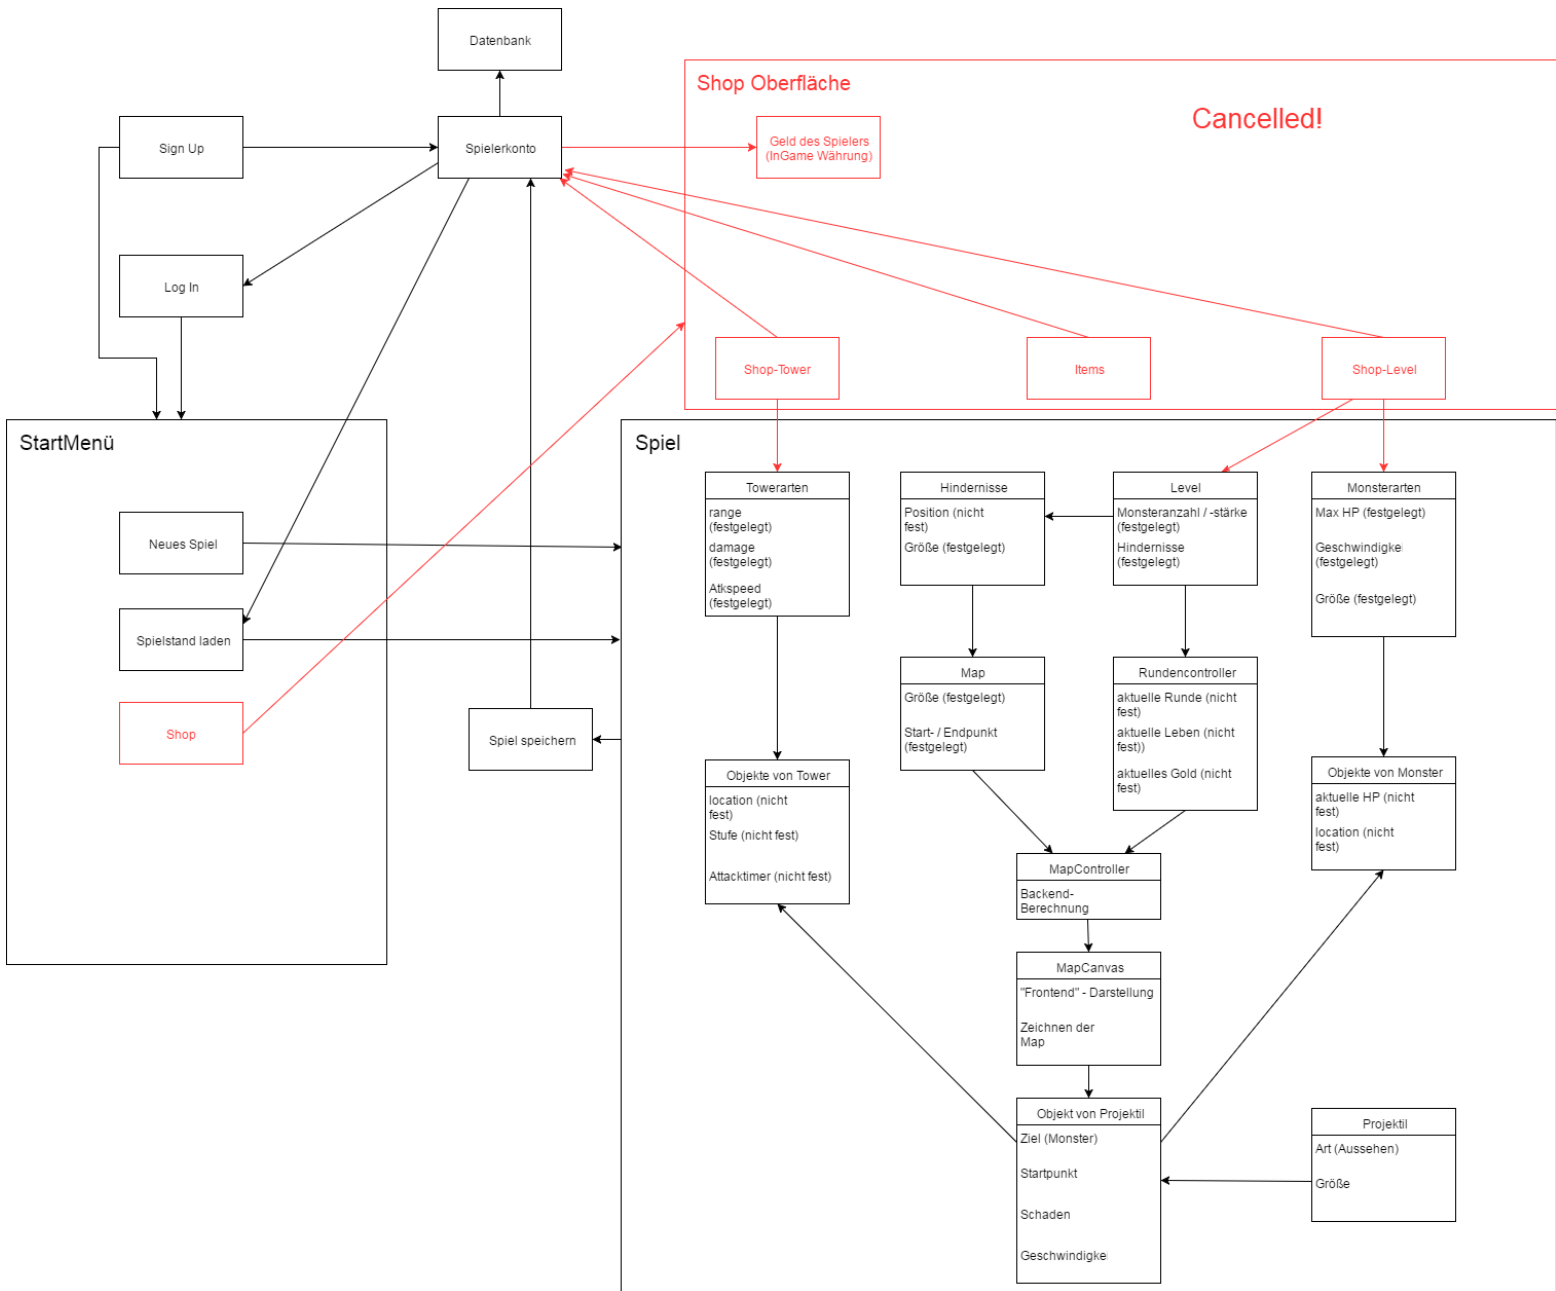 Datenbank
Shop Oberfläche
Cancelled!
Sign Up
Spielerkonto
Geld des Spielers
(InGame Währung)
Log In
Shop-Tower
Items
Shop-Level
StartMenü
Neues Spiel
Spielstand laden
Shop
Spiel speichern
Spiel
Towerarten
range
(festgelegt)
damage
(festgelegt)
Atkspeed
(festgelegt)
Hindernisse
Position (nicht
fest)
Größe (festgelegt)
Level
Monsteranzahl / -stärke
(festgelegt)
Hindernisse
(festgelegt)
Monsterarten
Max HP (festgelegt)
Geschwindigkei
(festgelegt)
Größe (festgelegt)
Map
Größe (festgelegt)
Start- / Endpunkt
(festgelegt)
Rundencontroller
aktuelle Runde (nicht
fest)
aktuelle Leben (nicht
fest))
aktuelles Gold (nicht
fest)
Objekte von Tower
location (nicht
fest)
Stufe (nicht fest)
Attacktimer (nicht fest)
Objekte von Monster
aktuelle HP (nicht
fest)
location (nicht
fest)
MapController
Backend-
Berechnung
MapCanvas
"Frontend" - Darstellung
Zeichnen der
Map
Objekt von Projektil
Ziel (Monster)
Startpunkt
Schaden
Geschwindigkei
Projektil
Art (Aussehen)
Größe